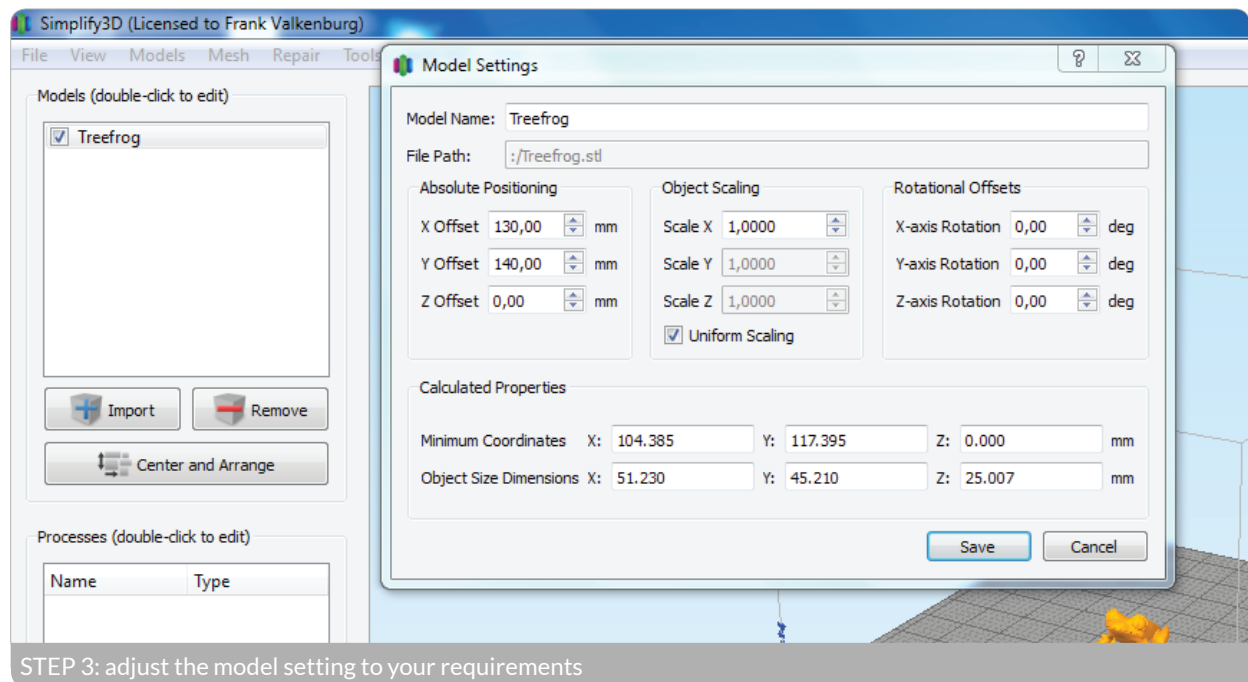 Simplify3D (Licensed to Frank Valkenburg)
File View Models Mesh Repair Tools
Models (double-click to edit)
Treefrog
Import Remove
Center and Arrange
Processes (double-click to edit)
Name Type
Model Settings
?
Model Name: Treefrog
File Path: :/Treefrog.stl
Absolute Positioning Object Scaling Rotational Offsets
X Offset 130,00 mm Scale X 1,0000 X-axis Rotation 0,00 deg
Y Offset 140,00 mm Scale Y 1,0000 Y-axis Rotation 0,00 deg
Z Offset 0,00 mm Scale Z 1,0000 Z-axis Rotation 0,00 deg
Uniform Scaling
Calculated Properties
Minimum Coordinates X: 104.385 Y: 117.395 Z: 0.000 mm
Object Size Dimensions X: 51.230 Y: 45.210 Z: 25.007 mm
Save Cancel
STEP 3: adjust the model setting to your requirements